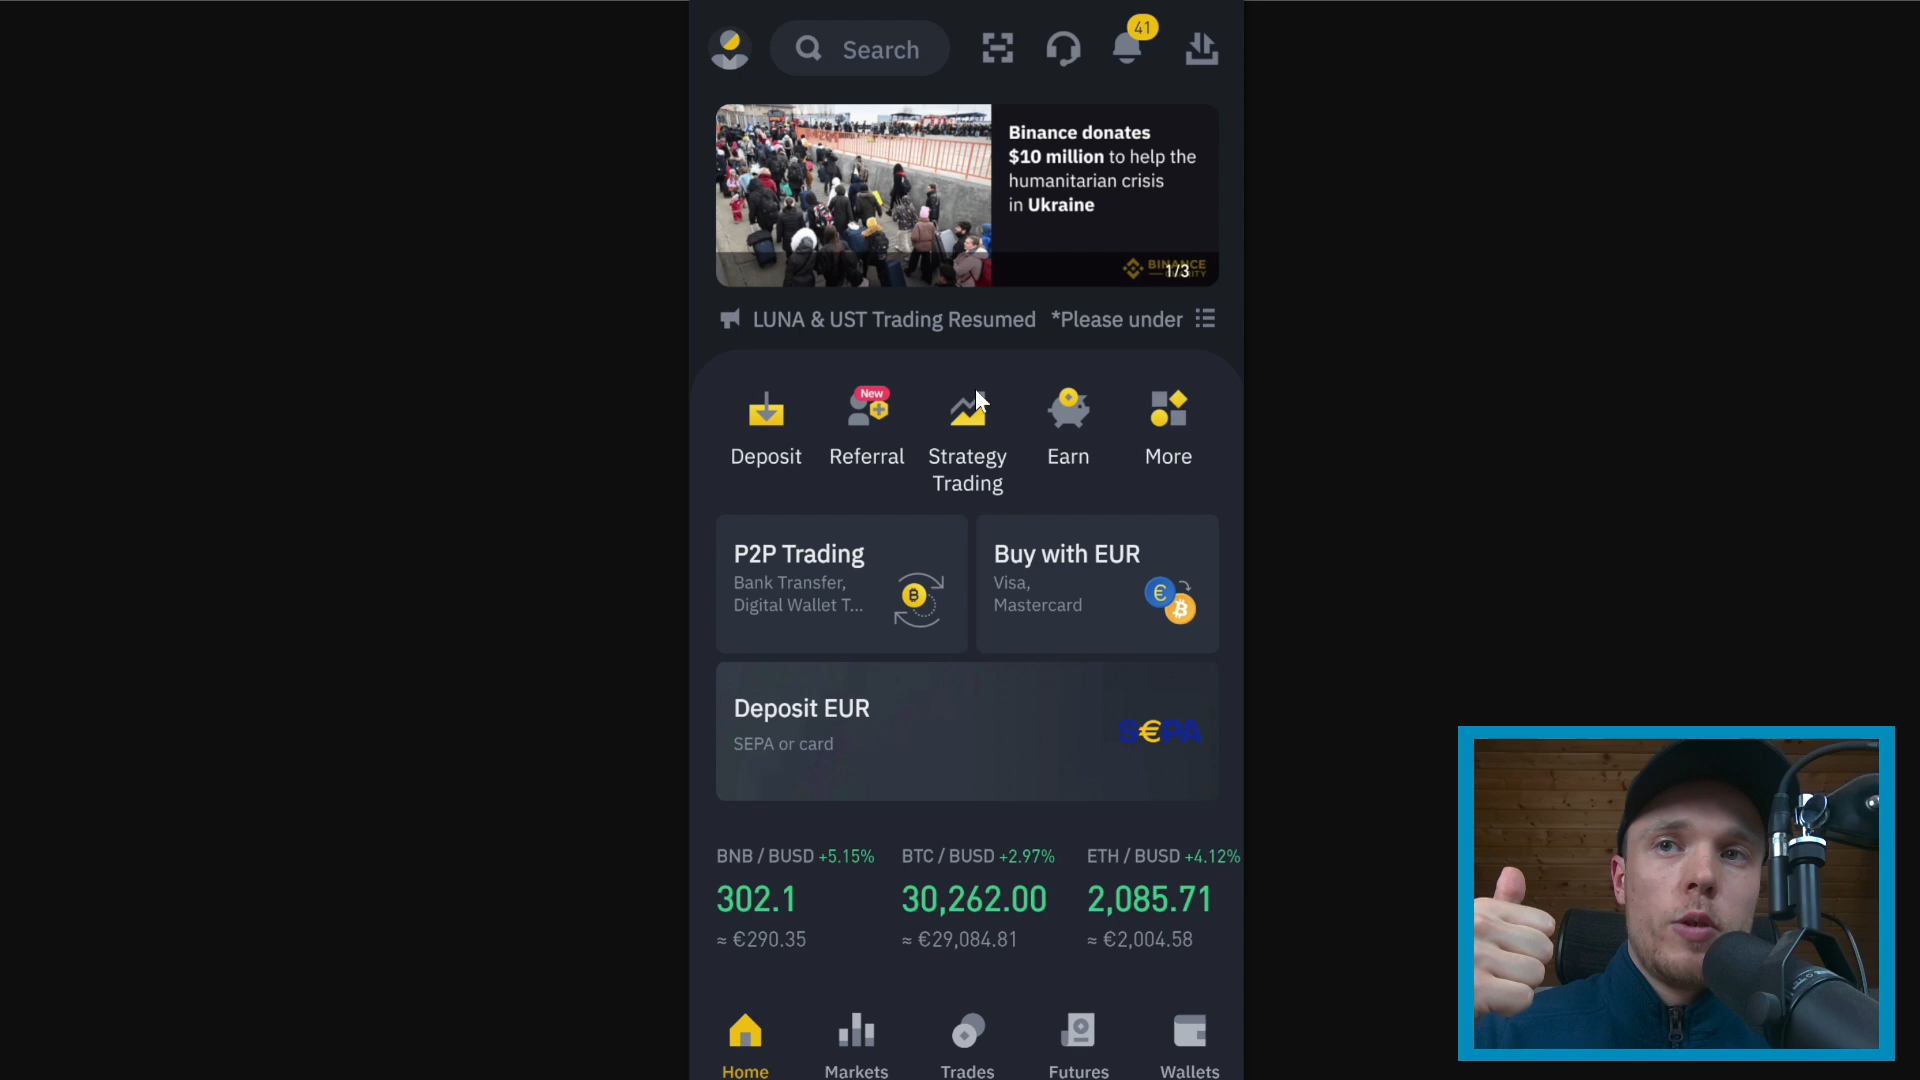 Search
41
Binance donates
$10 million to help the
humanitarian crisis
in Ukraine
1/3
LUNA & UST Trading Resumed *Please under
New
Deposit Referral Strategy Trading Earn More
P2P Trading
Bank Transfer,
Digital Wallet T...
Buy with EUR
Visa,
Mastercard
Deposit EUR
SEPA or card
S€PA
BNB / BUSD +5.15% BTC / BUSD +2.97% ETH / BUSD +4.12%
302.1 30,262.00 2,085.71
≈ €290.35 ≈ €29,084.81 ≈ €2,004.58
Home Markets Trades Futures Wallets